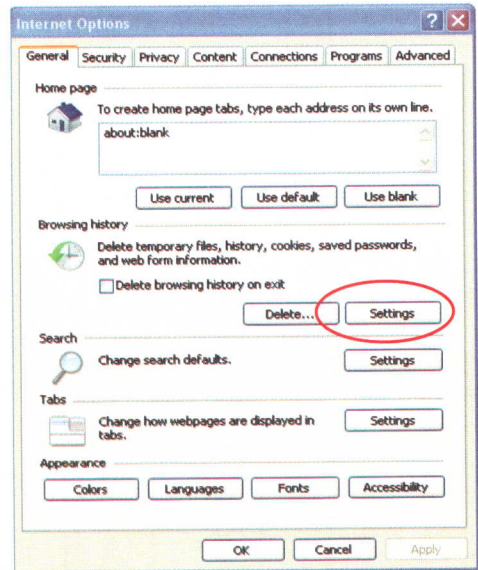 Internet Options
General Security Privacy Content Connections Programs Advanced
Home page
To create home page tabs, type each address on its own line.
about:blank
Use current Use default Use blank
Browsing history
Delete temporary files, history, cookies, saved passwords,
and web form information.
Delete browsing history on exit
Delete... Settings
Search
Change search defaults. Settings
Tabs
Change how webpages are displayed in Settings
tabs.
Appearance
Colors Languages Fonts Accessibility
OK Cancel Apply